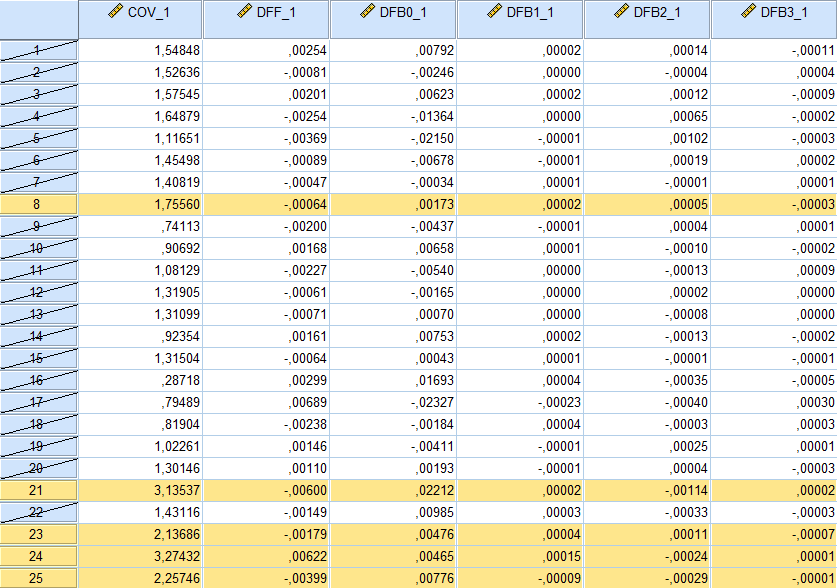 COV_1 DFF_1 DFB0_1 DFB1_1 DFB2_1 DFB3_1
1 1,54848 ,00254 ,00792 ,00002 ,00014 -,00011
2 1,52636 -,00081 -,00246 ,00000 -,00004 ,00004
3 1,57545 ,00201 ,00623 ,00002 ,00012 -,00009
4 1,64879 -,00254 -,01364 ,00000 ,00065 -,00002
5 1,11651 -,00369 -,02150 -,00001 ,00102 -,00003
6 1,45498 -,00089 -,00678 -,00001 ,00019 ,00002
7 1,40819 -,00047 -,00034 ,00001 -,00001 ,00001
8 1,75560 -,00064 ,00173 ,00002 ,00005 -,00003
9 ,74113 -,00200 -,00437 -,00001 ,00004 ,00001
10 ,90692 ,00168 ,00658 ,00001 -,00010 -,00002
11 1,08129 -,00227 -,00540 ,00000 -,00013 ,00009
12 1,31905 -,00061 -,00165 ,00000 ,00002 ,00000
13 1,31099 -,00071 ,00070 ,00000 -,00008 ,00000
14 ,92354 ,00161 ,00753 ,00002 -,00013 -,00002
15 1,31504 -,00064 ,00043 ,00001 -,00001 -,00001
16 ,28718 ,00299 ,01693 ,00004 -,00035 -,00005
17 ,79489 ,00689 -,02327 -,00023 -,00040 ,00030
18 ,81904 -,00238 -,00184 ,00004 -,00003 ,00003
19 1,02261 ,00146 -,00411 -,00001 ,00025 ,00001
20 1,30146 ,00110 ,00193 -,00001 ,00004 -,00003
21 3,13537 -,00600 ,02212 ,00002 -,00114 ,00002
22 1,43116 -,00149 ,00985 ,00003 -,00033 -,00003
23 2,13686 -,00179 ,00476 ,00004 ,00011 -,00007
24 3,27432 ,00622 ,00465 ,00015 -,00024 ,00001
25 2,25746 -,00399 ,00776 -,00009 -,00029 -,00001